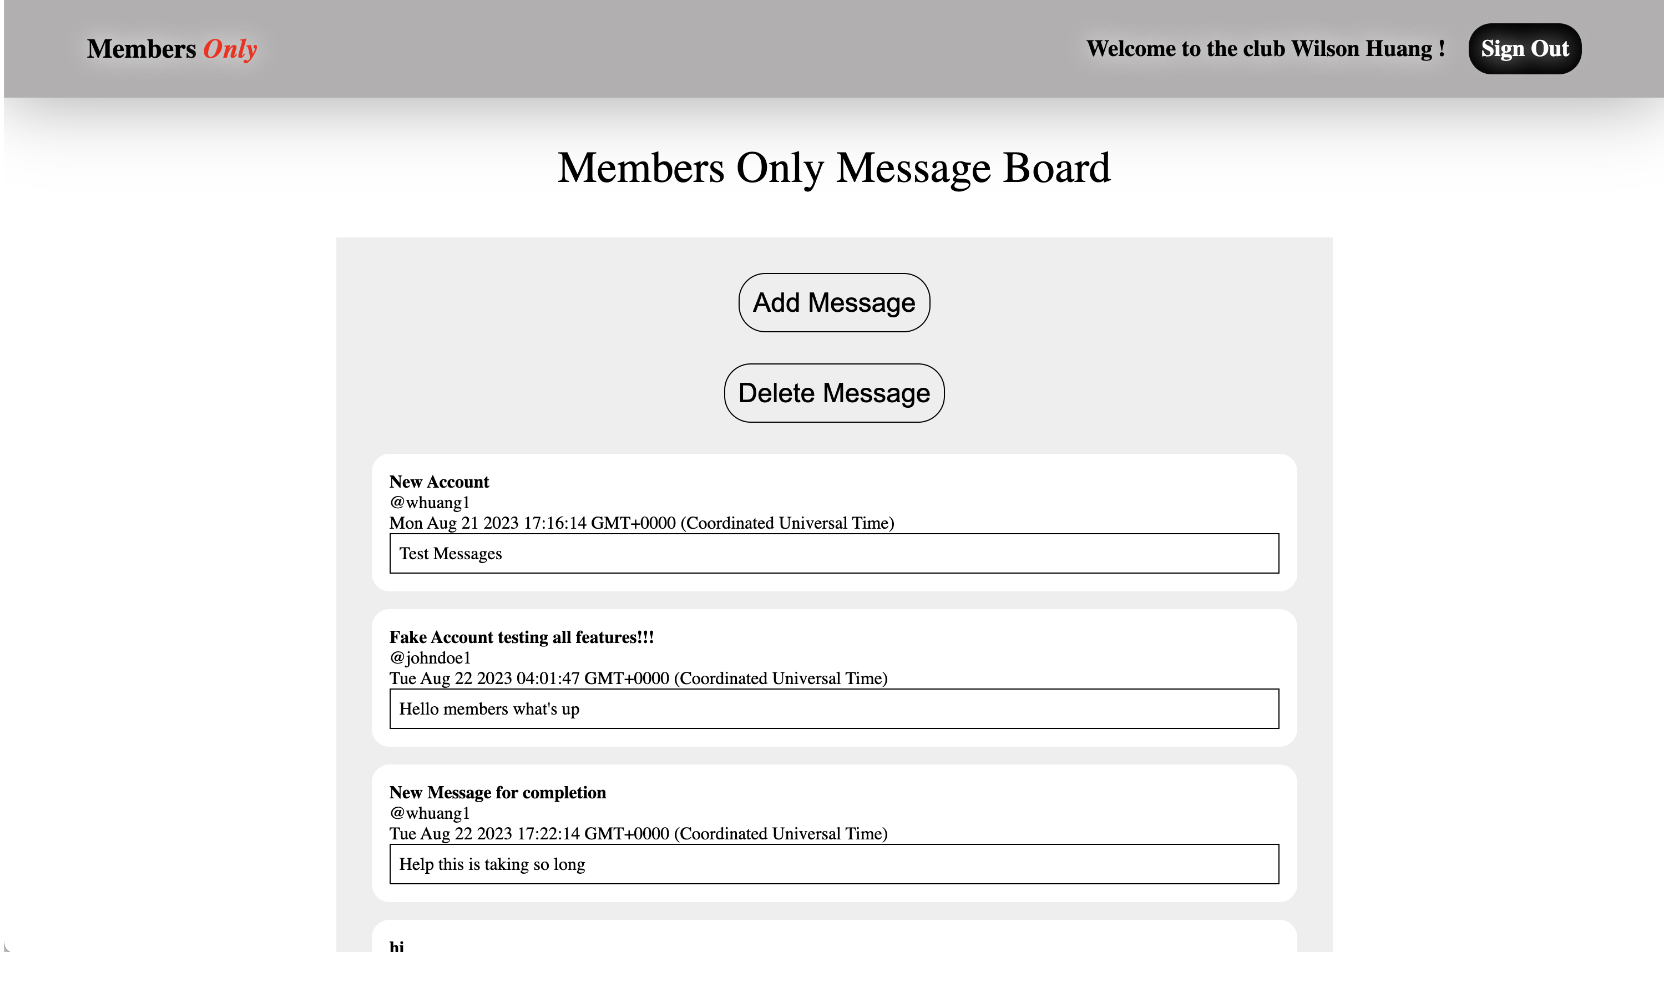 Members Only
Welcome to the club Wilson Huang !
Sign Out
Members Only Message Board
Add Message
Delete Message
New Account
@whuang1
Mon Aug 21 2023 17:16:14 GMT+0000 (Coordinated Universal Time)
Test Messages
Fake Account testing all features!!!
@johndoe1
Tue Aug 22 2023 04:01:47 GMT+0000 (Coordinated Universal Time)
Hello members what's up
New Message for completion
@whuang1
Tue Aug 22 2023 17:22:14 GMT+0000 (Coordinated Universal Time)
Help this is taking so long
hi